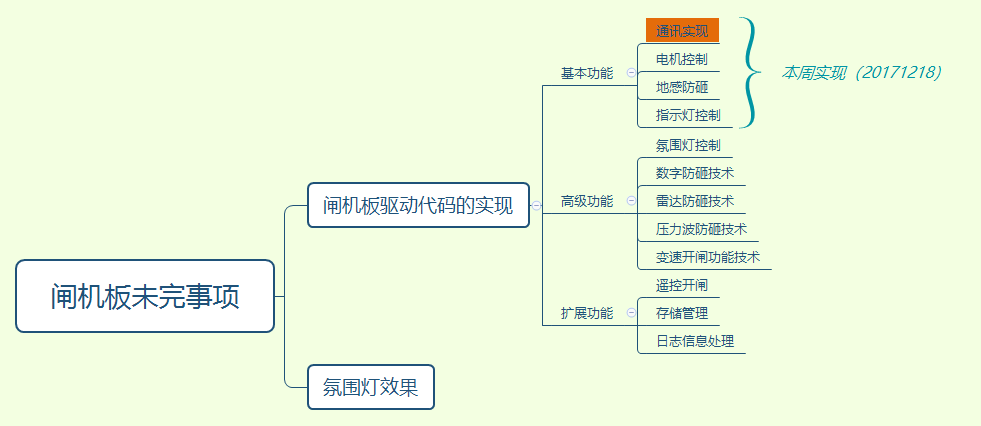 闸机板未完事项
闸机板驱动代码的实现
基本功能
通讯实现
电机控制
地感防砸
指示灯控制
本周实现（20171218）
高级功能
氛围灯控制
数字防砸技术
雷达防砸技术
压力波防砸技术
变速开闸功能技术
扩展功能
遥控开闸
存储管理
日志信息处理
氛围灯效果